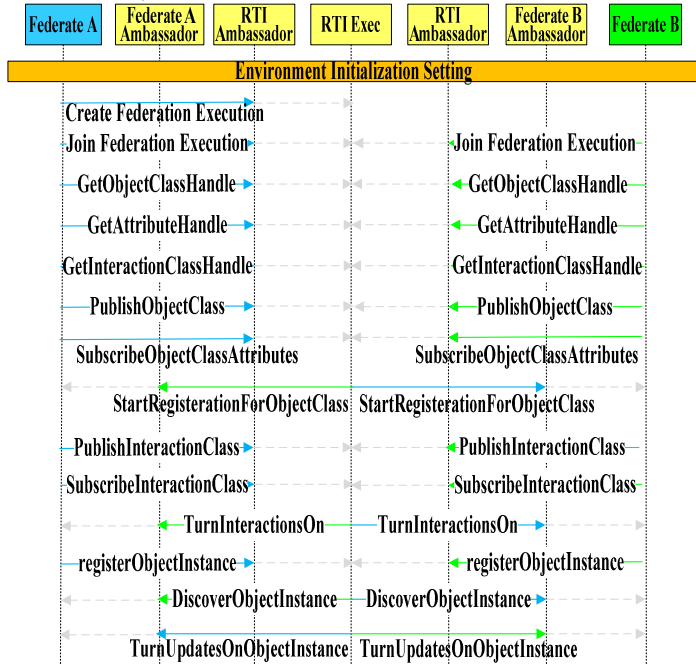 Federate A
Federate A
Ambassador
RTI
Ambassador
RTI Exec
RTI
Ambassador
Federate B
Ambassador
Federate B
Environment Initialization Setting
Create Federation Execution
Join Federation Execution
Join Federation Execution
GetObjectClassHandle
GetObjectClassHandle
GetAttributeHandle
GetAttributeHandle
GetInteractionClassHandle
GetInteractionClassHandle
PublishObjectClass
PublishObjectClass
SubscribeObjectClassAttributes
SubscribeObjectClassAttributes
StartRegisterationForObjectClass
StartRegisterationForObjectClass
PublishInteractionClass
PublishInteractionClass
SubscribeInteractionClass
SubscribeInteractionClass
TurnInteractionsOn
TurnInteractionsOn
registerObjectInstance
registerObjectInstance
DiscoverObjectInstance
DiscoverObjectInstance
TurnUpdatesOnObjectInstance
TurnUpdatesOnObjectInstance